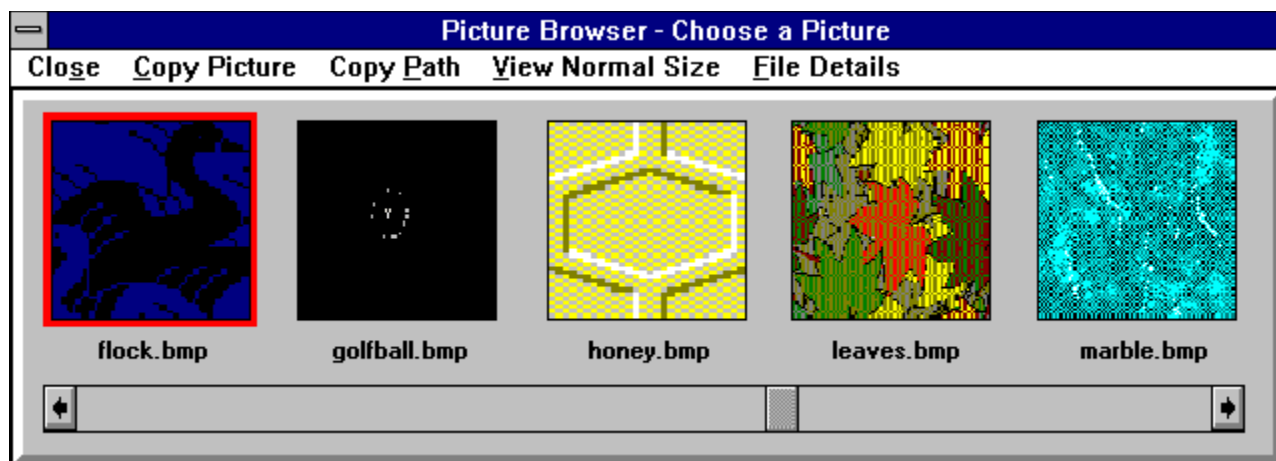 Picture Browser - Choose a Picture
Close Copy Picture Copy Path View Normal Size File Details
flock.bmp golfball.bmp honey.bmp leaves.bmp marble.bmp